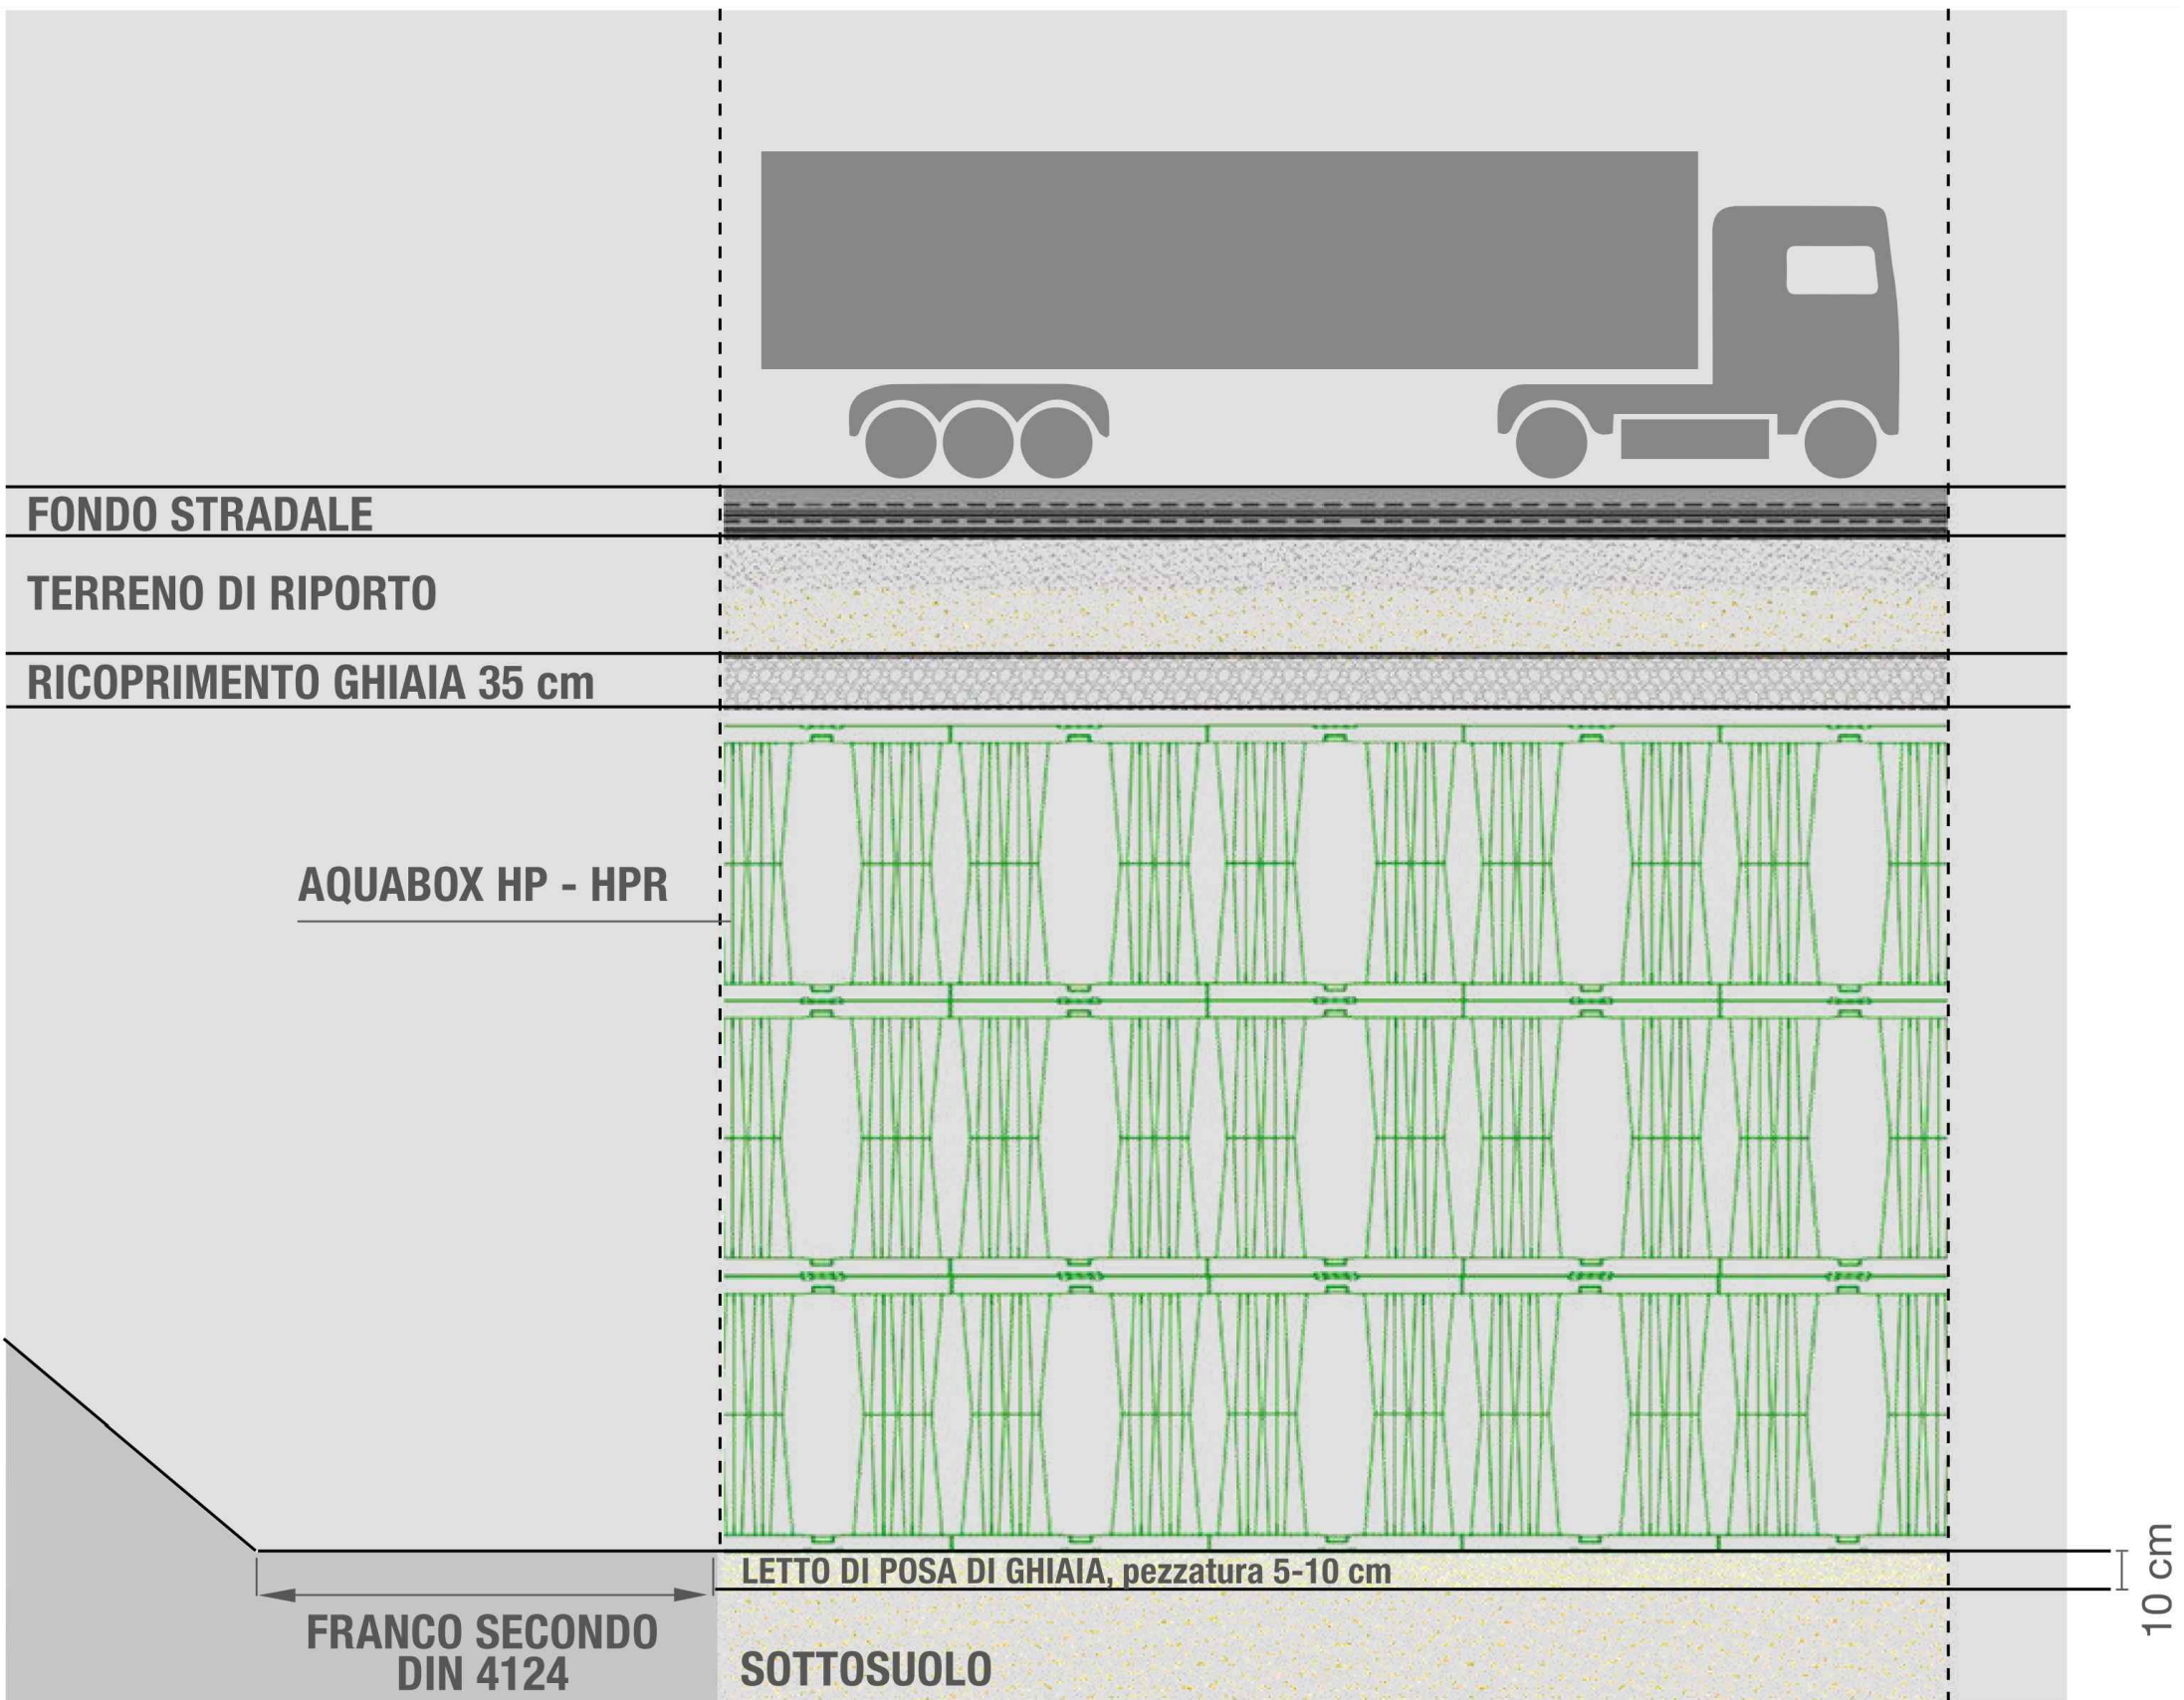 FONDO STRADALE
TERRENO DI RIPORTO
RICOPRIMENTO GHIAIA 35 cm
AQUABOX HP - HPR
LETTO DI POSA DI GHIAIA, pezzatura 5-10 cm
10 cm
FRANCO SECONDO
DIN 4124
SOTTOSUOLO